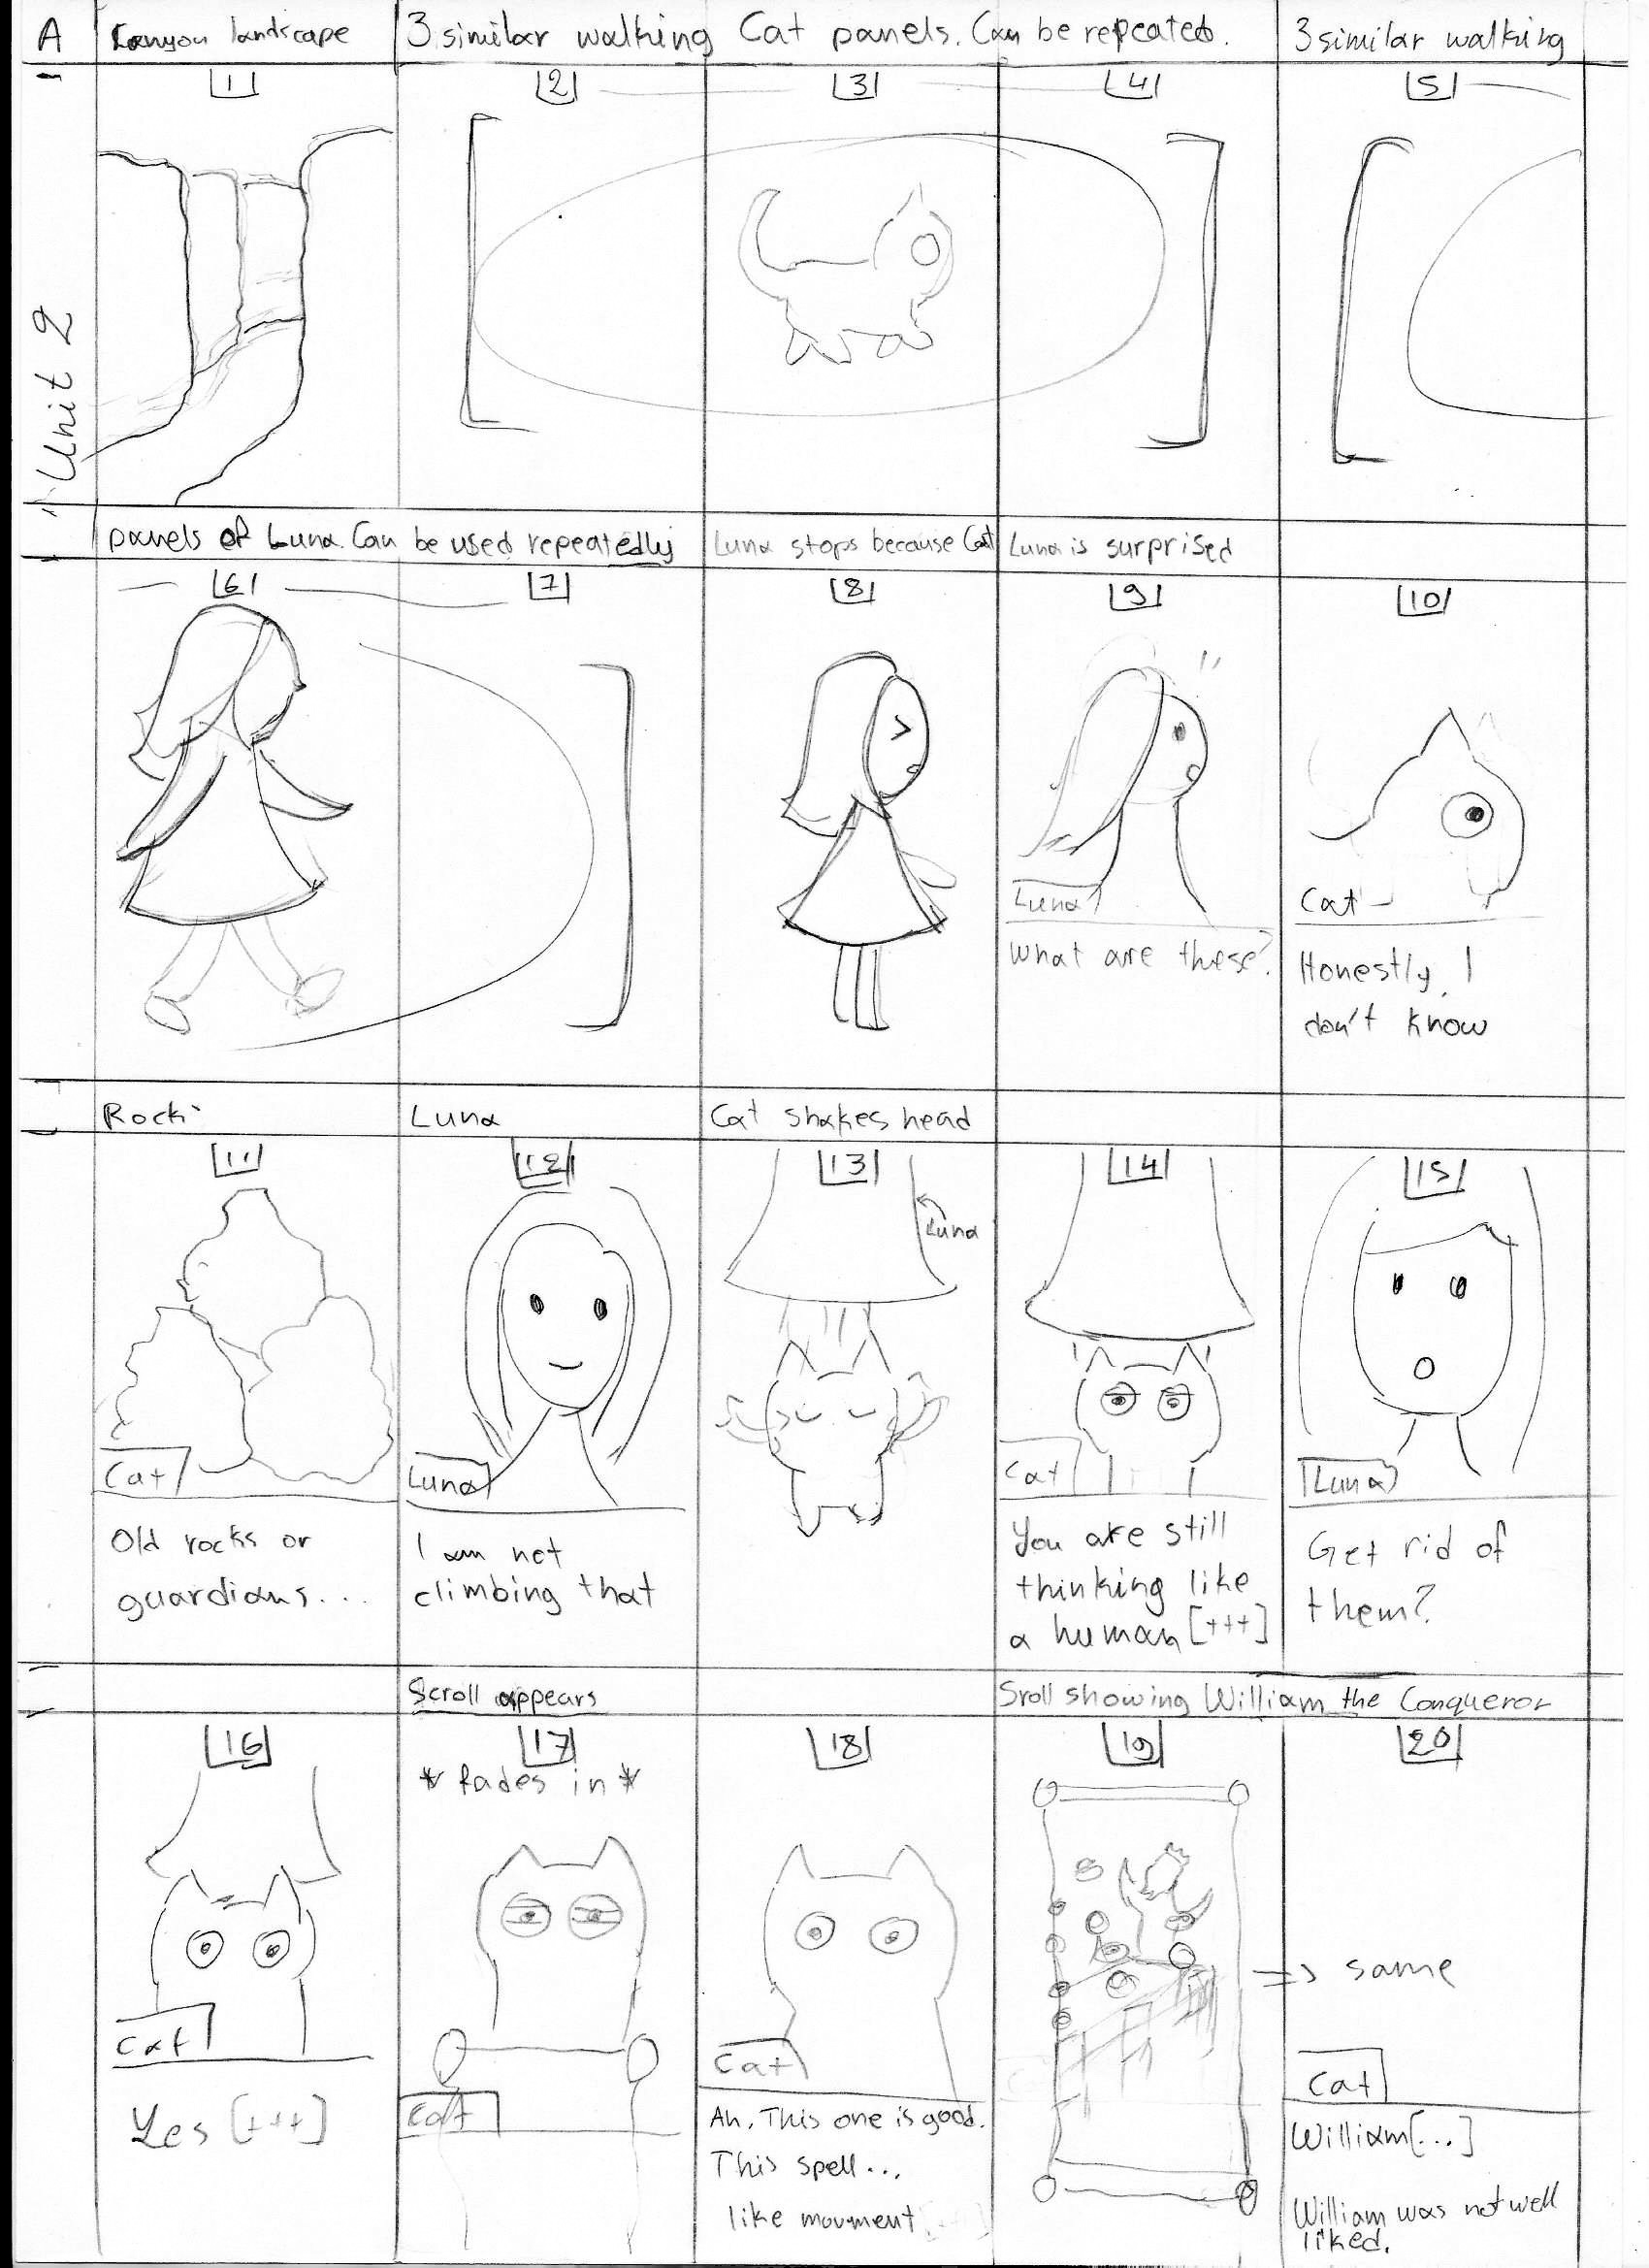 A
Canyon landscape
3 similar walking Cat panels. Can be repeated.
3 similar walking
1
2
3
4
5
Unit 2
panels of Luna. Can be used repeatedly
Luna stops because Cat
Luna is surprised
6
7
8
9
10
Luna
What are these?
Cat
Honestly, I
don't know
Rock
Luna
Cat shakes head
11
12
13
14
15
Luna
Cat
Old rocks or
guardians...
Luna
I am not
climbing that
Cat
You are still
thinking like
a human [+++]
Luna
Get rid of
them?
Scroll appears
Sroll showing William the Conqueror
16
17
18
19
20
*fades in*
=> same
Cat
Yes [+++]
Cat
Cat
Ah. This one is good.
This spell...
like movment
Cat
William[...]
William was not well
liked.